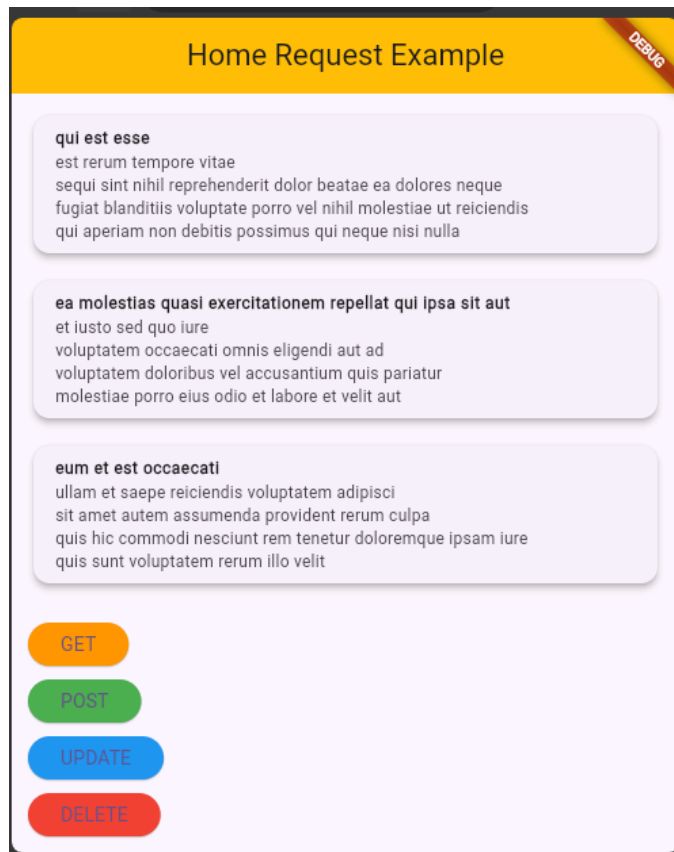 Home Request Example
DEBUG
qui est esse
est rerum tempore vitae
sequi sint nihil reprehenderit dolor beatae ea dolores neque
fugiat blanditiis voluptate porro vel nihil molestiae ut reiciendis
qui aperiam non debitis possimus qui neque nisi nulla
ea molestias quasi exercitationem repellat qui ipsa sit aut
et iusto sed quo iure
voluptatem occaecati omnis eligendi aut ad
voluptatem doloribus vel accusantium quis pariatur
molestiae porro eius odio et labore et velit aut
eum et est occaecati
ullam et saepe reiciendis voluptatem adipisci
sit amet autem assumenda provident rerum culpa
quis hic commodi nesciunt rem tenetur doloremque ipsam iure
quis sunt voluptatem rerum illo velit
GET
POST
UPDATE
DELETE